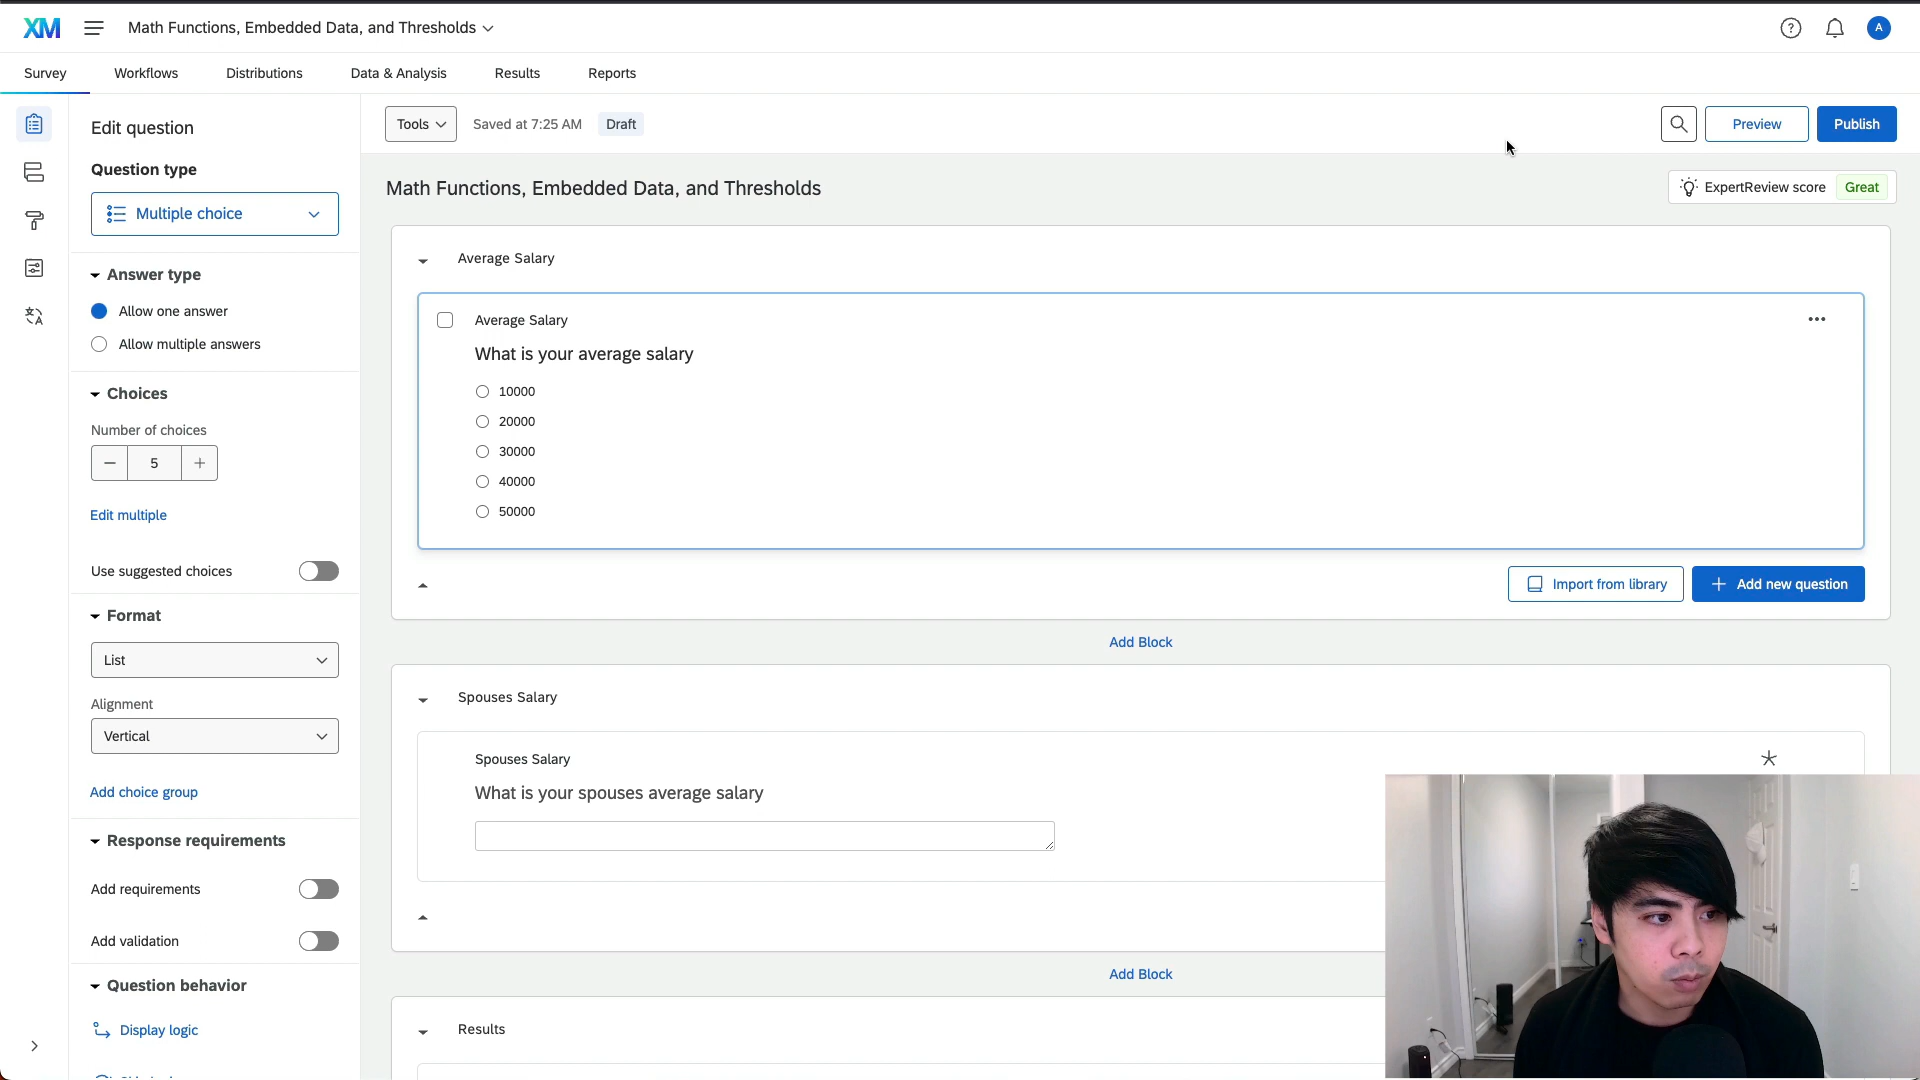 XM
Math Functions, Embedded Data, and Thresholds
A
Survey
Workflows
Distributions
Data & Analysis
Results
Reports
Edit question
Tools
Saved at 7:25 AM
Draft
Preview
Publish
Question type
Multiple choice
Answer type
Allow one answer
Allow multiple answers
Choices
Number of choices
5
Edit multiple
Use suggested choices
Format
List
Alignment
Vertical
Add choice group
Response requirements
Add requirements
Add validation
Question behavior
Display logic
Math Functions, Embedded Data, and Thresholds
ExpertReview score Great
Average Salary
Average Salary
What is your average salary
10000
20000
30000
40000
50000
Import from library
Add new question
Add Block
Spouses Salary
Spouses Salary
What is your spouses average salary
Add Block
Results